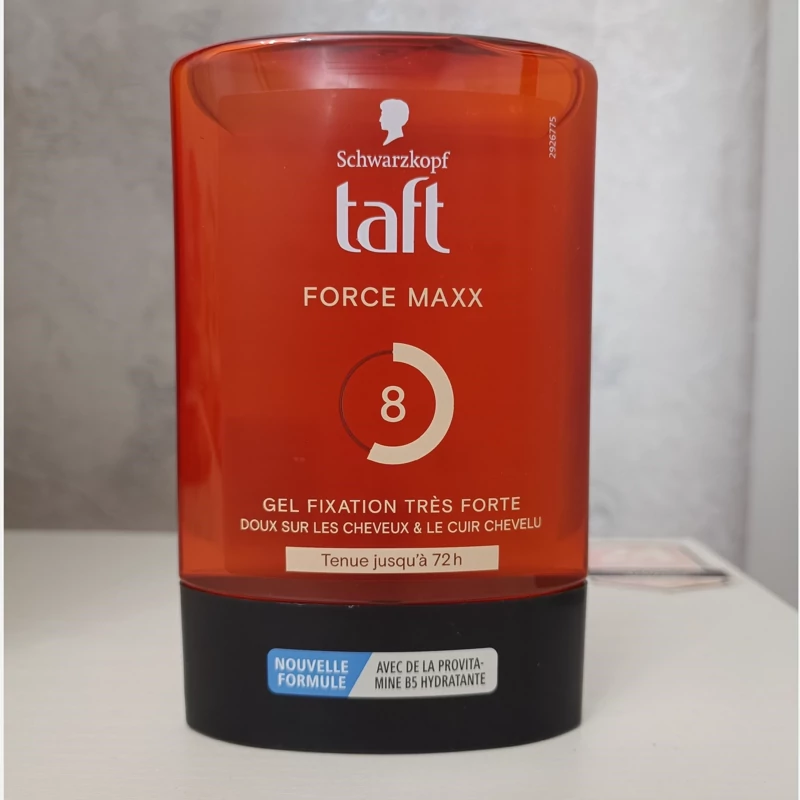 Schwarzkopf
taft
2926775
FORCE MAXX
8
GEL FIXATION TRÈS FORTE
DOUX SUR LES CHEVEUX & LE CUIR CHEVELU
Tenue jusqu'à 72 h
NOUVELLE
FORMULE
AVEC DE LA PROVITA-
MINE B5 HYDRATANTE